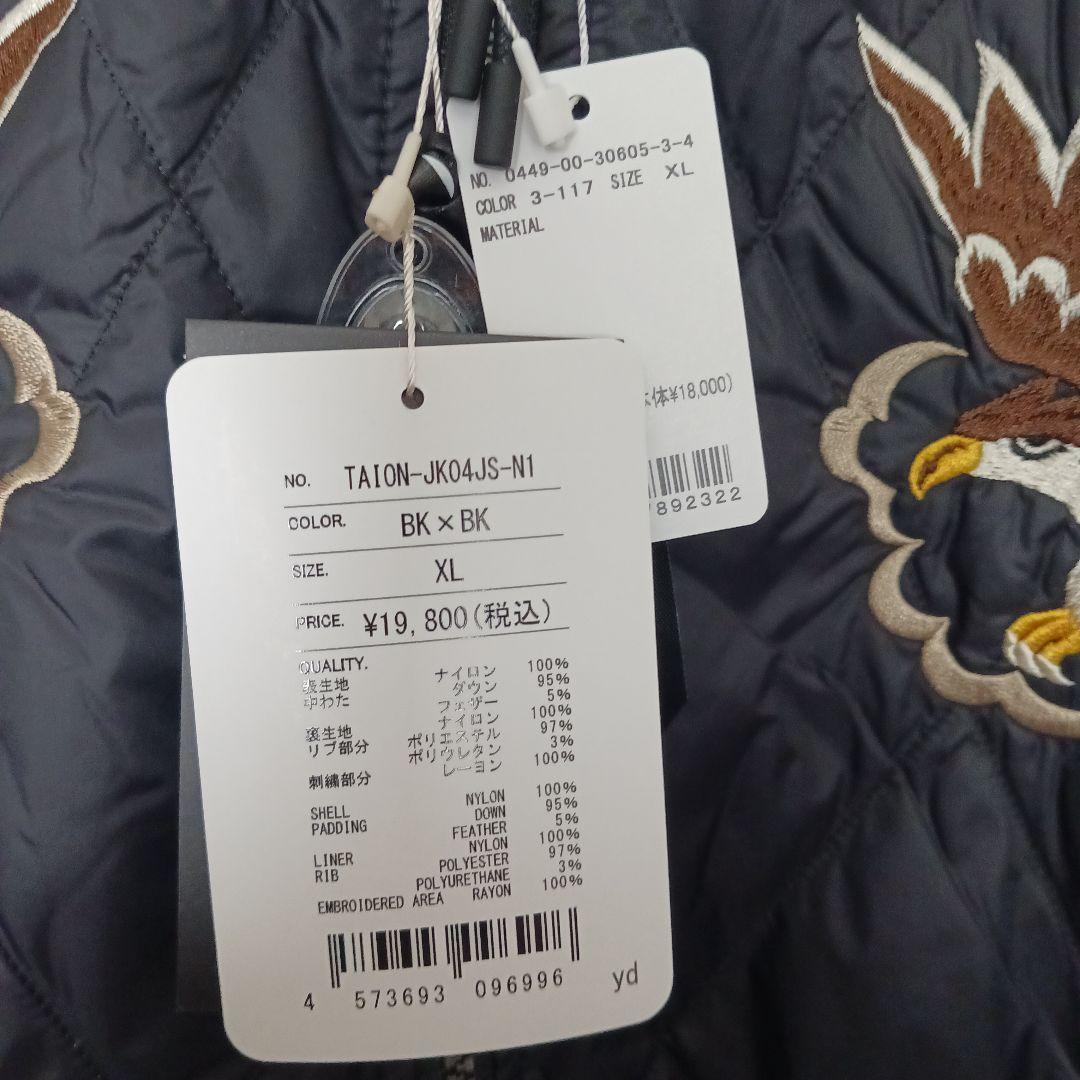 NO. 0449-00-30605-3-4
COLOR 3-117 SIZE XL
MATERIAL
体¥18,000)
7892322
NO. TAION-JK04JS-N1
COLOR. BK×BK
SIZE. XL
PRICE. ¥19,800(税込)
QUALITY.
表生地 ナイロン 100%
中わた ダウン 95%
フェザー 5%
裏生地 ナイロン 100%
リブ部分 ポリエステル 97%
ポリウレタン 3%
刺繍部分 レーヨン 100%
SHELL NYLON 100%
PADDING DOWN 95%
FEATHER 5%
LINER NYLON 100%
RIB POLYESTER 97%
POLYURETHANE 3%
EMBROIDERED AREA RAYON 100%
4 573693 096996 yd